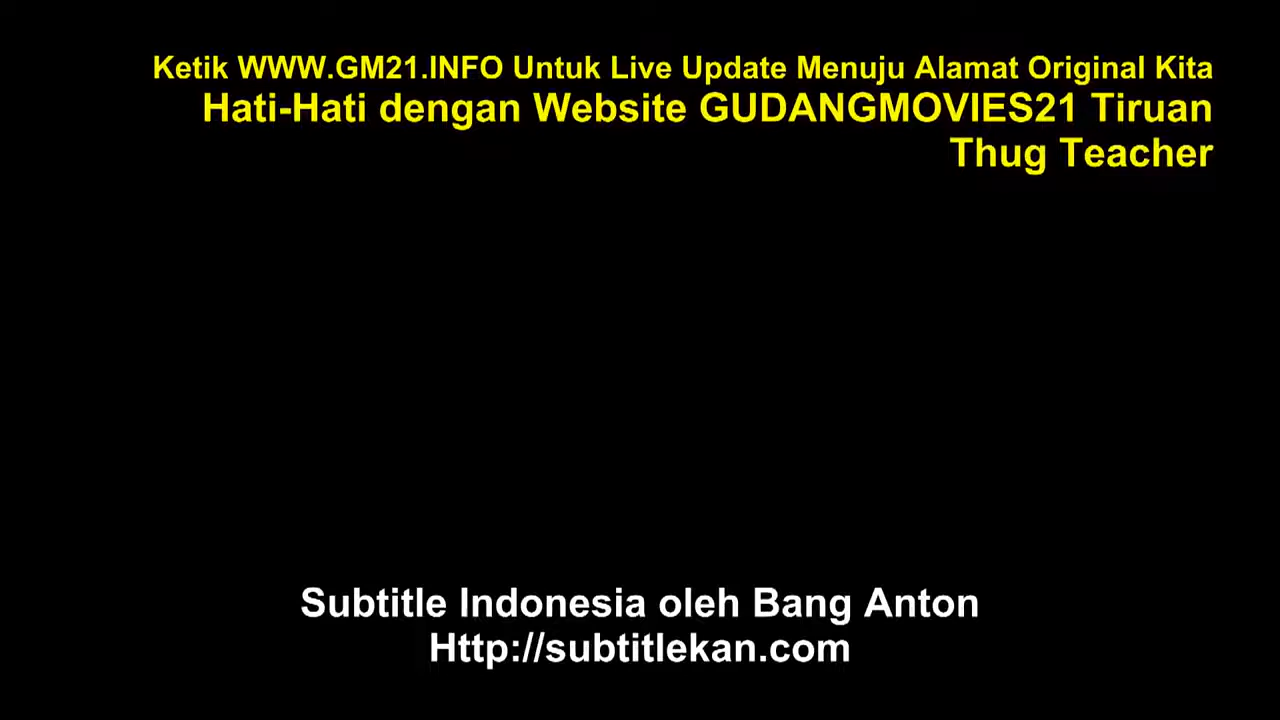 Ketik WWW.GM21.INFO Untuk Live Update Menuju Alamat Original Kita
Hati-Hati dengan Website GUDANGMOVIES21 Tiruan
Thug Teacher
Subtitle Indonesia oleh Bang Anton
Http://subtitlekan.com